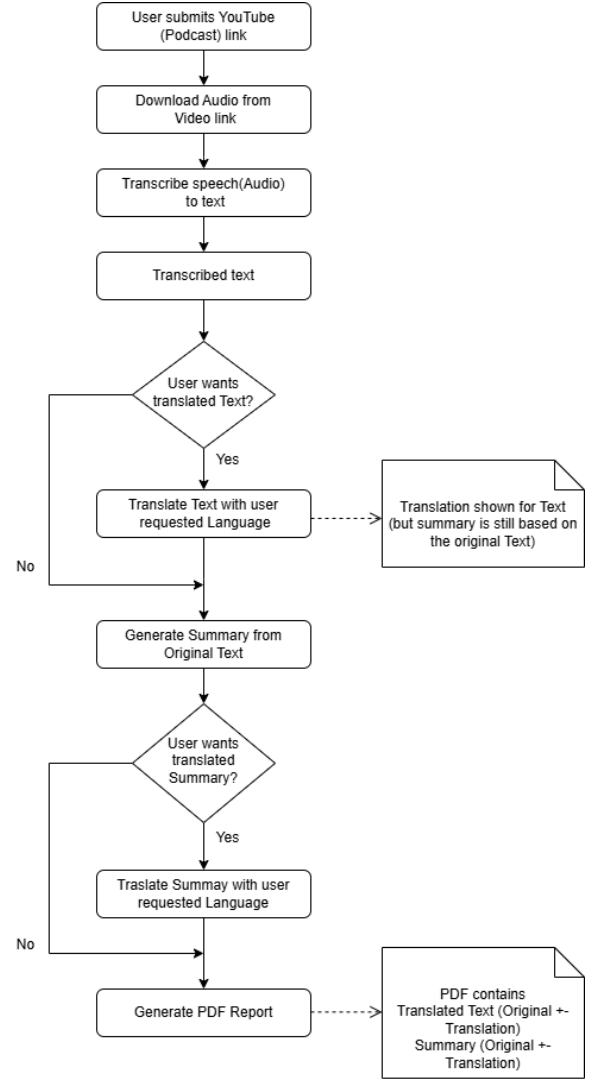 User submits YouTube
(Podcast) link
Download Audio from
Video link
Transcribe speech(Audio)
to text
Transcribed text
User wants
translated Text?
Yes
Translate Text with user
requested Language
Translation shown for Text
(but summary is still based on
the original Text)
No
Generate Summary from
Original Text
User wants
translated
Summary?
Yes
Traslate Summay with user
requested Language
No
Generate PDF Report
PDF contains
Translated Text (Original +-
Translation)
Summary (Original +-
Translation)